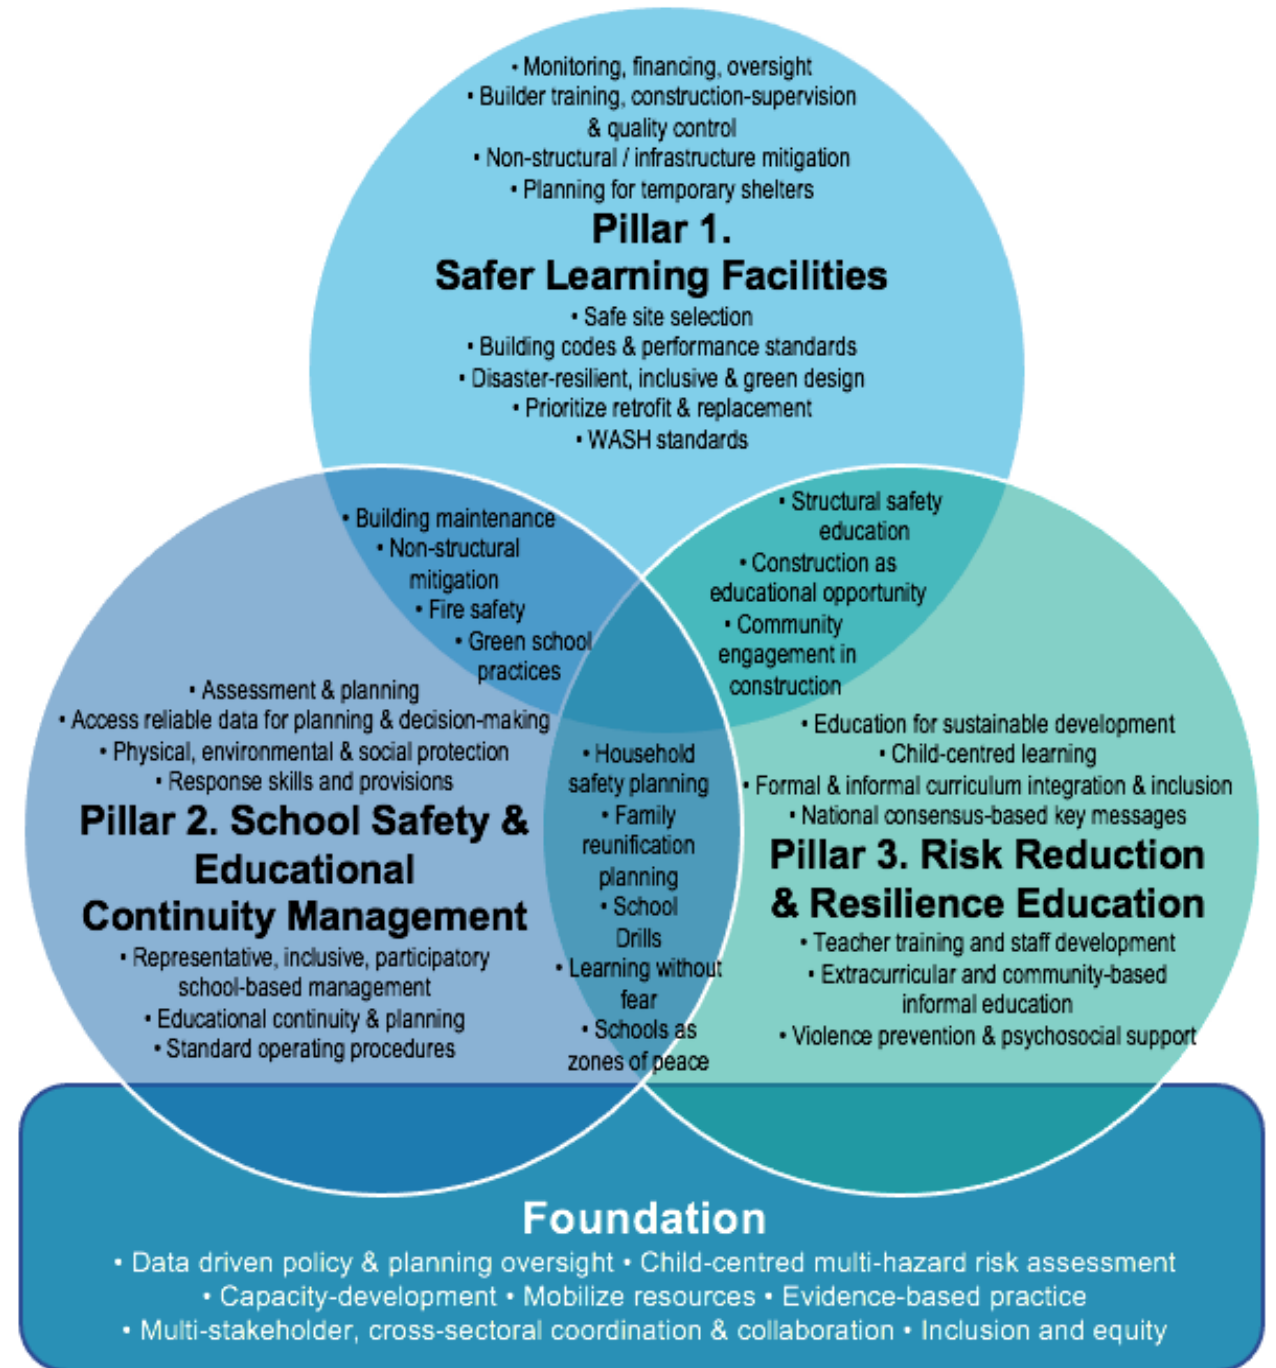 • Monitoring, financing, oversight
• Builder training, construction-supervision
& quality control
• Non-structural / infrastructure mitigation
• Planning for temporary shelters
Pillar 1.
Safer Learning Facilities
• Safe site selection
• Building codes & performance standards
• Disaster-resilient, inclusive & green design
• Prioritize retrofit & replacement
• WASH standards
• Building maintenance
• Non-structural
mitigation
• Fire safety
• Green school
practices
• Structural safety
education
• Construction as
educational opportunity
• Community
engagement in
construction
• Assessment & planning
• Access reliable data for planning & decision-making
• Physical, environmental & social protection
• Response skills and provisions
Pillar 2. School Safety &
Educational
Continuity Management
• Representative, inclusive, participatory
school-based management
• Educational continuity & planning
• Standard operating procedures
• Household
safety planning
• Family
reunification
planning
• School
Drills
• Learning without
fear
• Schools as
zones of peace
• Education for sustainable development
• Child-centred learning
• Formal & informal curriculum integration & inclusion
• National consensus-based key messages
Pillar 3. Risk Reduction
& Resilience Education
• Teacher training and staff development
• Extracurricular and community-based
informal education
• Violence prevention & psychosocial support
Foundation
• Data driven policy & planning oversight • Child-centred multi-hazard risk assessment
• Capacity-development • Mobilize resources • Evidence-based practice
• Multi-stakeholder, cross-sectoral coordination & collaboration • Inclusion and equity